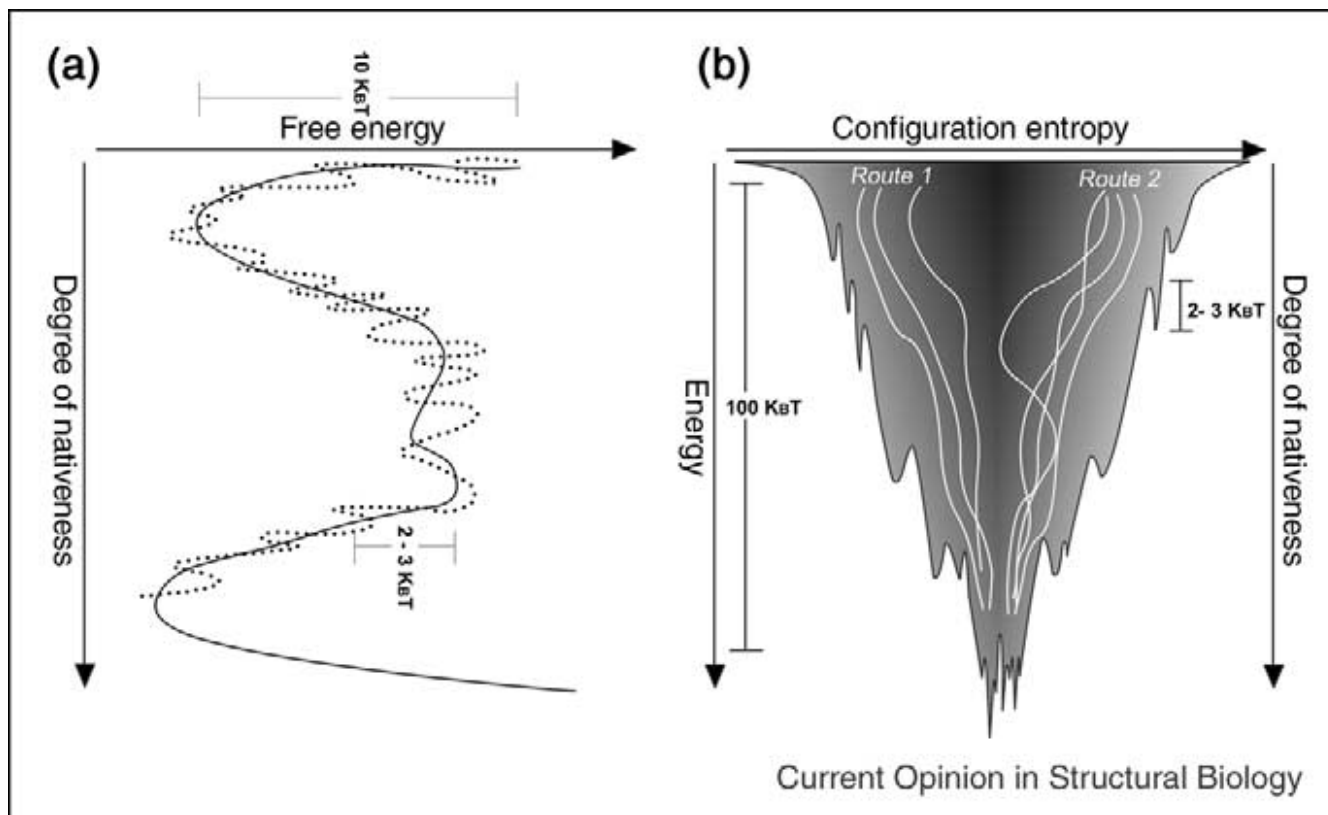 (a)
10 KBT
Free energy
Degree of nativeness
2 - 3 KBT
(b)
Configuration entropy
Route 1
Route 2
2- 3 KBT
100 KBT
Energy
Degree of nativeness
Current Opinion in Structural Biology